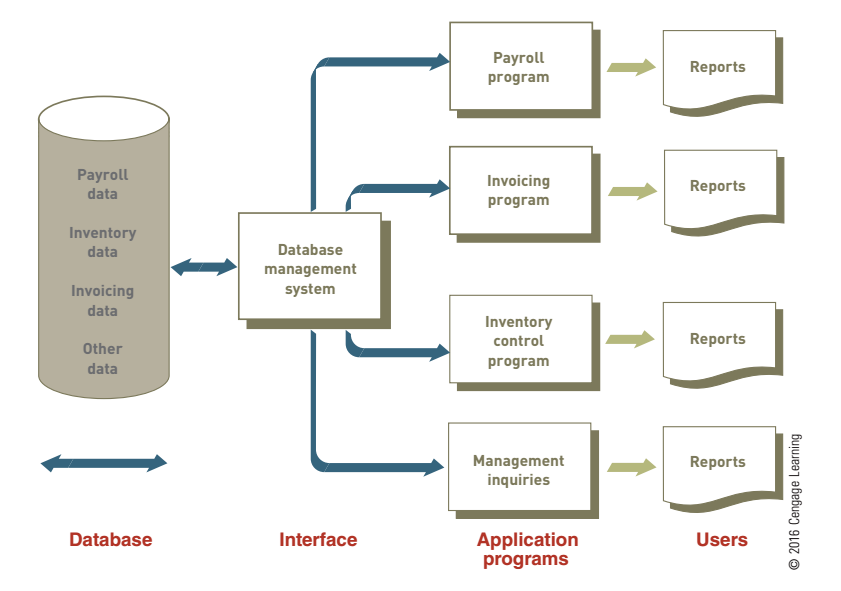 Payroll
data
Inventory
data
Invoicing
data
Other
data
Database
management
system
Payroll
program
Reports
Invoicing
program
Reports
Inventory
control
program
Reports
Management
inquiries
Reports
Database
Interface
Application
programs
Users
© 2016 Cengage Learning